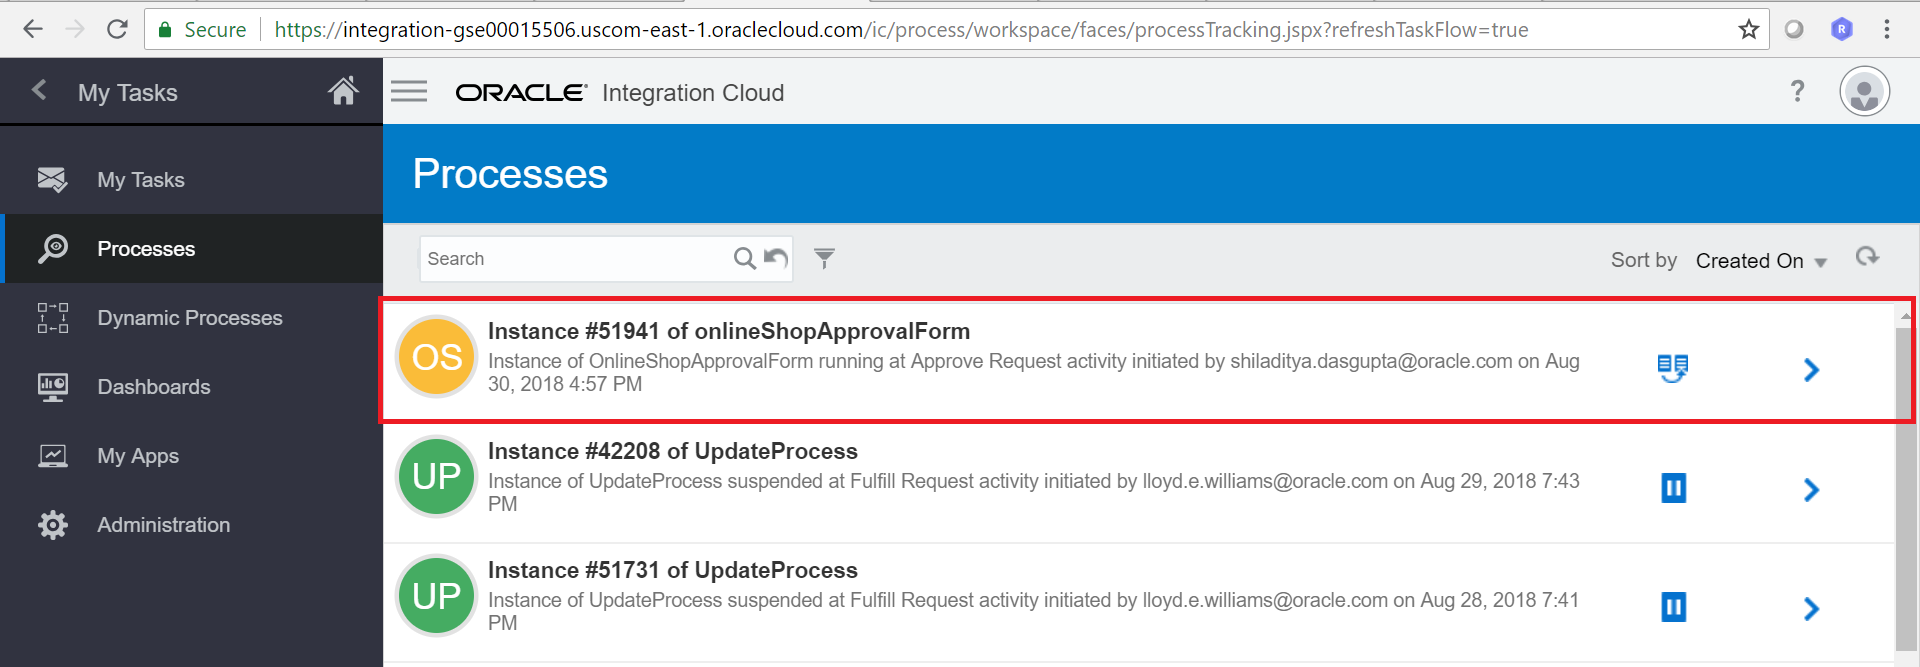 Secure https://integration-gse00015506.uscom-east-1.oraclecloud.com/ic/process/workspace/faces/processTracking.jspx?refreshTaskFlow=true
R
My Tasks
ORACLE Integration Cloud
?
My Tasks
Processes
Dynamic Processes
Dashboards
My Apps
Administration
Processes
Search
Sort by Created On
OS
Instance #51941 of onlineShopApprovalForm
Instance of OnlineShopApprovalForm running at Approve Request activity initiated by shiladitya.dasgupta@oracle.com on Aug
30, 2018 4:57 PM
UP
Instance #42208 of UpdateProcess
Instance of UpdateProcess suspended at Fulfill Request activity initiated by lloyd.e.williams@oracle.com on Aug 29, 2018 7:43
PM
UP
Instance #51731 of UpdateProcess
Instance of UpdateProcess suspended at Fulfill Request activity initiated by lloyd.e.williams@oracle.com on Aug 28, 2018 7:41
PM